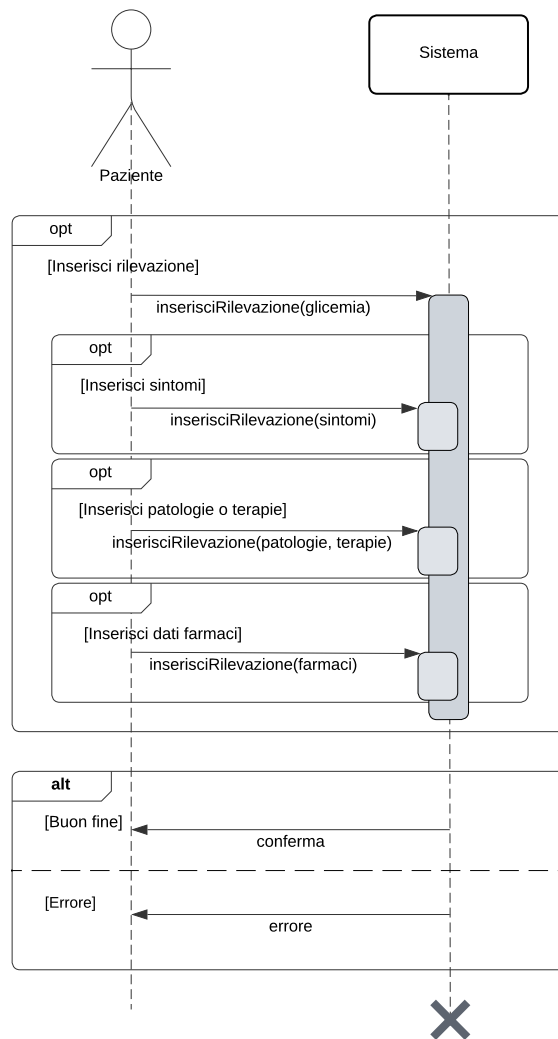 Sistema
Paziente
opt
[Inserisci rilevazione]
inserisciRilevazione(glicemia)
opt
[Inserisci sintomi]
inserisciRilevazione(sintomi)
opt
[Inserisci patologie o terapie]
inserisciRilevazione(patologie, terapie)
opt
[Inserisci dati farmaci]
inserisciRilevazione(farmaci)
alt
[Buon fine]
conferma
[Errore]
errore